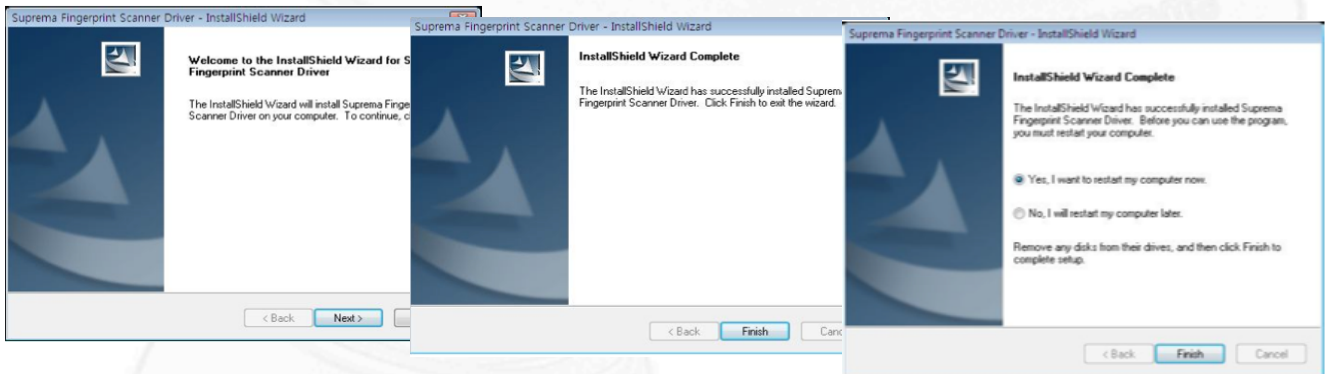 Suprema Fingerprint Scanner Driver - InstallShield Wizard
Welcome to the InstallShield Wizard for S
Fingerprint Scanner Driver
The InstallShield Wizard will install Suprema Finge
Scanner Driver on your computer. To continue, c
< Back
Next >
Suprema Fingerprint Scanner Driver - InstallShield Wizard
InstallShield Wizard Complete
The InstallShield Wizard has successfully installed Suprem
Fingerprint Scanner Driver. Click Finish to exit the wizard.
< Back
Finish
Canc
Suprema Fingerprint Scanner Driver - InstallShield Wizard
InstallShield Wizard Complete
The InstallShield Wizard has successfully installed Suprema
Fingerprint Scanner Driver. Before you can use the program,
you must restart your computer.
Yes, I want to restart my computer now.
No, I will restart my computer later.
Remove any disks from their drives, and then click Finish to
complete setup.
< Back
Finish
Cancel